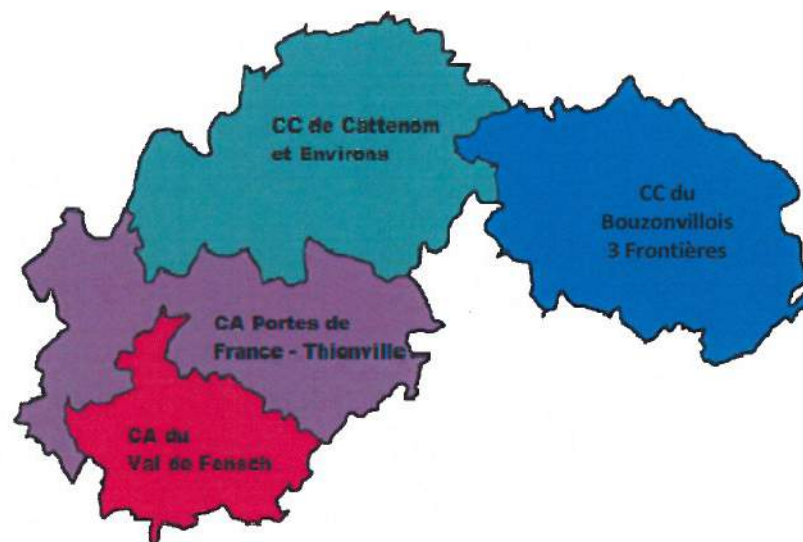 CC de Cattenom
et Environs
CC du
Bouzonvillois
3 Frontières
CA Portes de
France - Thionville
CA du
Val de Fensch